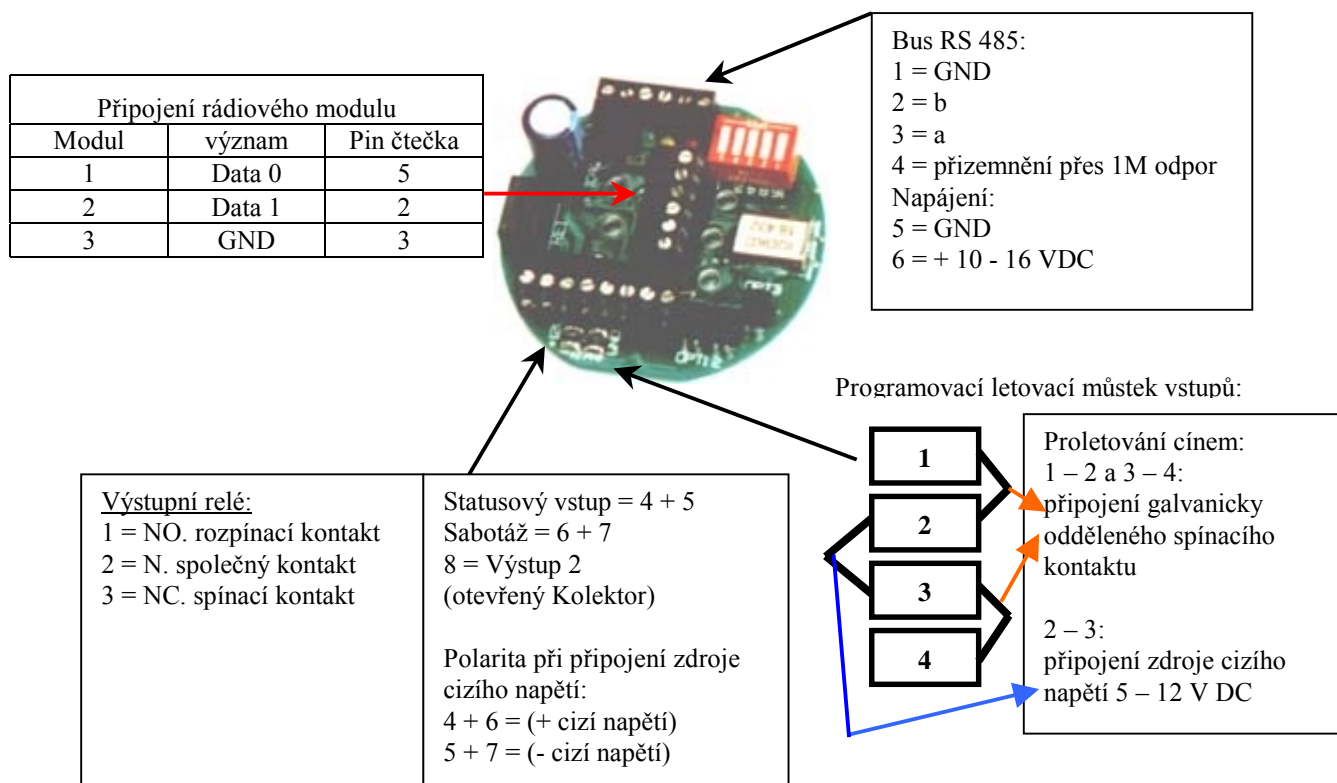 Připojení rádiového modulu
Modul význam Pin čtečka
1 Data 0 5
2 Data 1 2
3 GND 3
Bus RS 485:
1 = GND
2 = b
3 = a
4 = přizemnění přes 1M odpor
Napájení:
5 = GND
6 = + 10 - 16 VDC
OPT3
OPT12
Výstupní relé:
1 = NO. rozpínací kontakt
2 = N. společný kontakt
3 = NC. spínací kontakt
Statusový vstup = 4 + 5
Sabotáž = 6 + 7
8 = Výstup 2
(otevřený Kolektor)
Polarita při připojení zdroje
cizího napětí:
4 + 6 = (+ cizí napětí)
5 + 7 = (- cizí napětí)
Programovací letovací můstek vstupů:
1
2
3
4
Proletování cínem:
1 – 2 a 3 – 4:
připojení galvanicky
odděleného spínacího
kontaktu
2 – 3:
připojení zdroje cizího
napětí 5 – 12 V DC